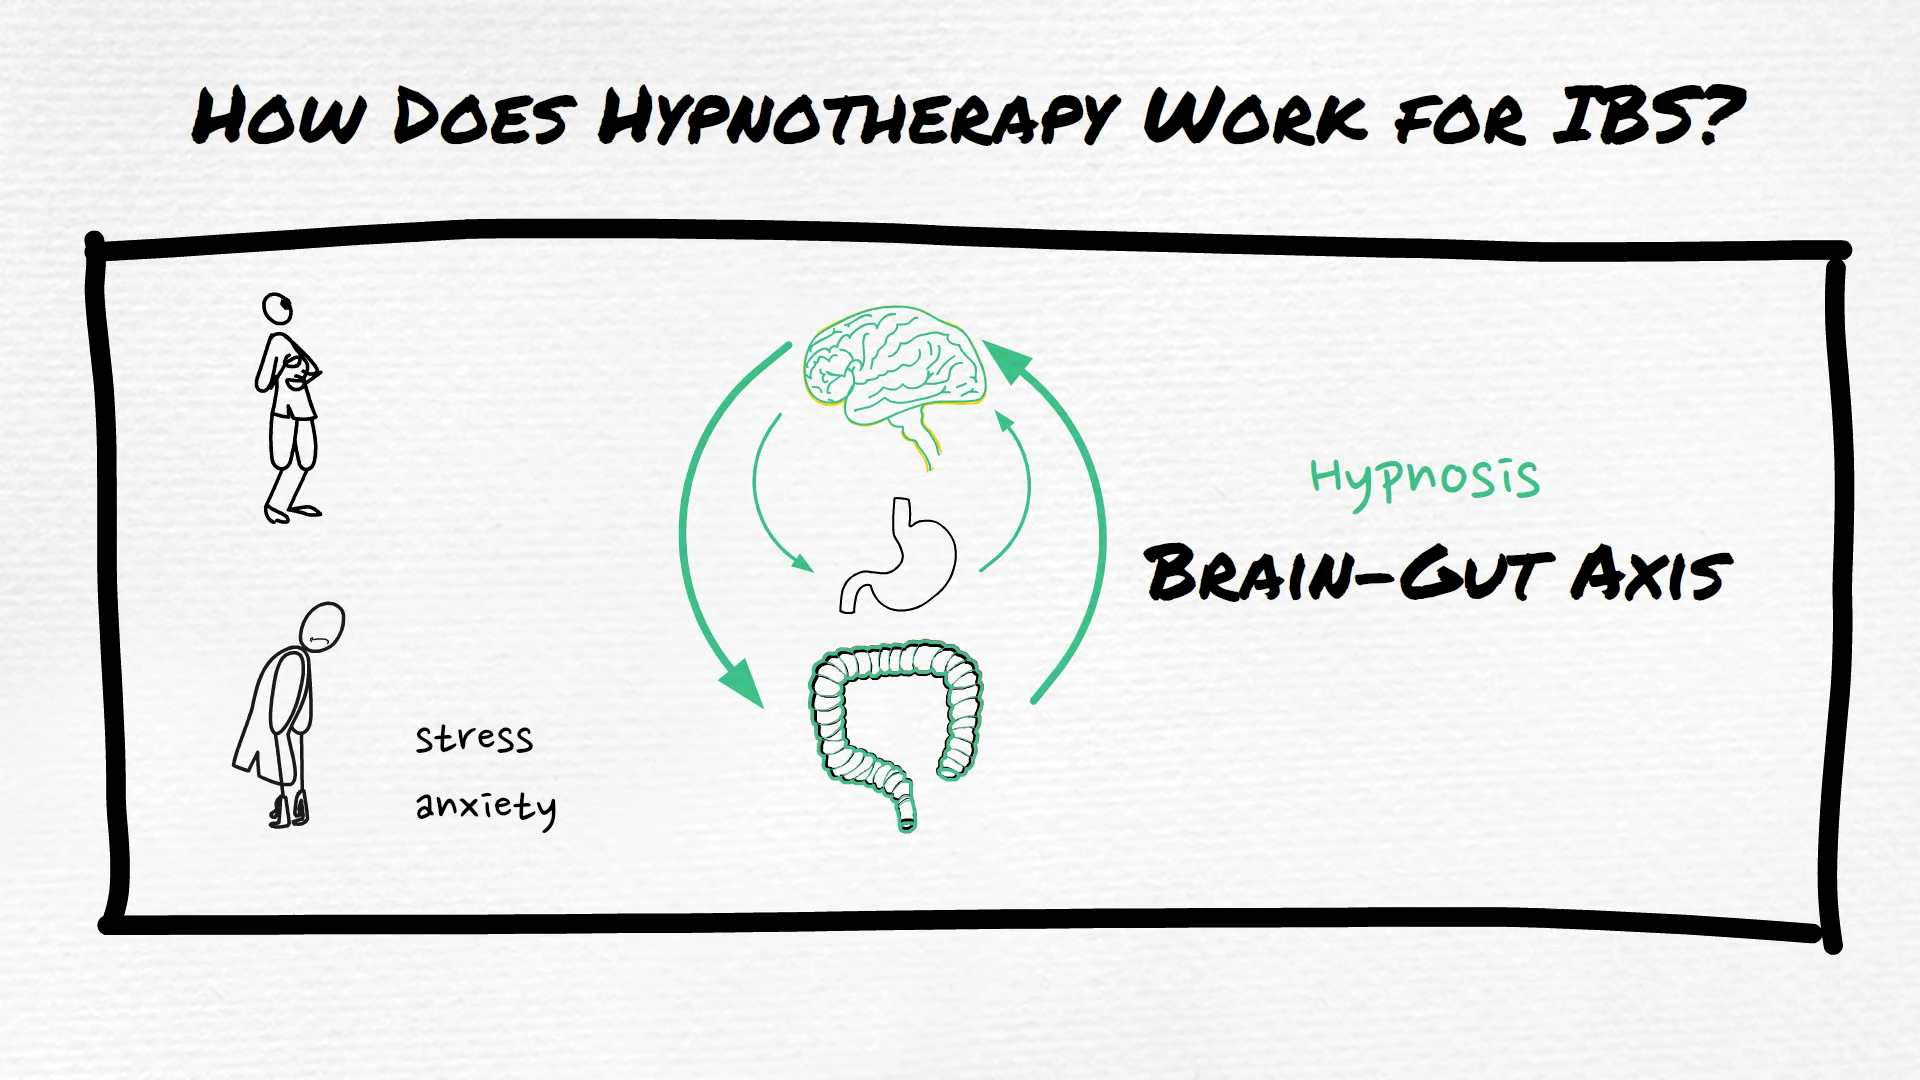 How Does Hypnotherapy Work for IBS?
Hypnosis
Brain-Gut Axis
stress
anxiety